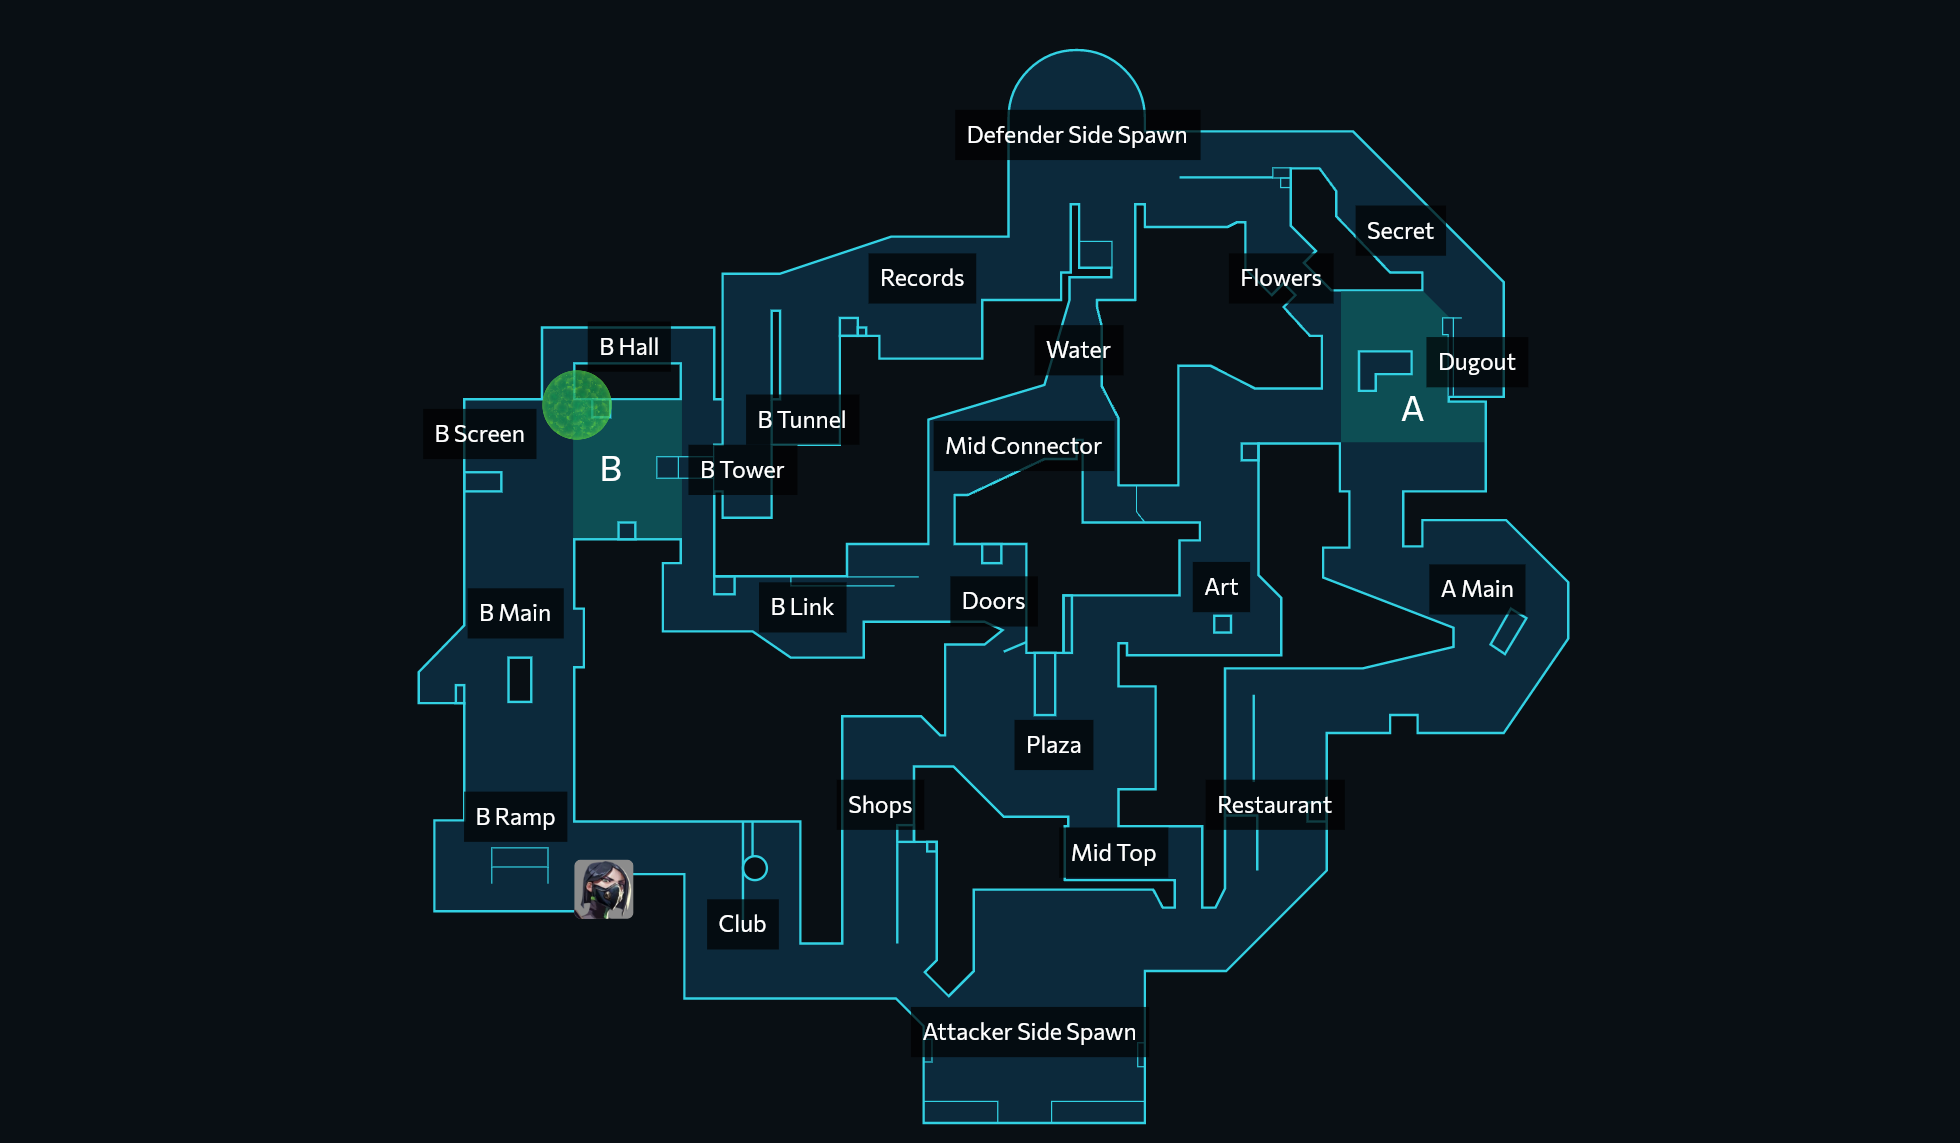 Defender Side Spawn
Secret
Records
Flowers
B Hall
Water
Dugout
A
B Tunnel
B Screen
Mid Connector
B
B Tower
Art
A Main
Doors
B Link
B Main
Plaza
Shops
Restaurant
B Ramp
Mid Top
Club
Attacker Side Spawn